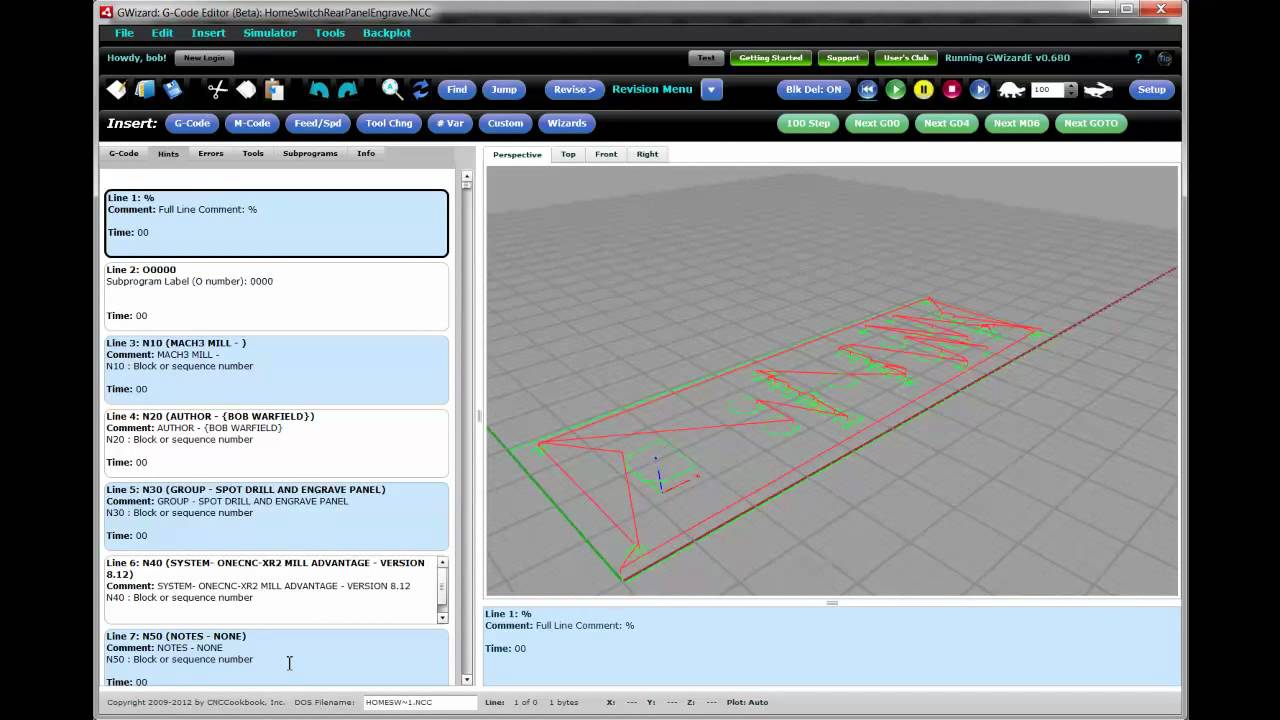 GWizard: G-Code Editor (Beta): HomeSwitchRearPanelEngrave.NCC
File Edit Insert Simulator Tools Backplot
Howdy, bob! New Login Test Getting Started Support User's Club Running GWizardE v0.680 ? Tip
Find Jump Revise > Revision Menu Blk Del: ON 100 Setup
Insert: G-Code M-Code Feed/Spd Tool Chng # Var Custom Wizards 100 Step Next G00 Next G04 Next M06 Next GOTO
G-Code Hints Errors Tools Subprograms Info
Perspective Top Front Right
Line 1: %
Comment: Full Line Comment: %
Time: 00
Line 2: O0000
Subprogram Label (O number): 0000
Time: 00
Line 3: N10 (MACH3 MILL - )
Comment: MACH3 MILL -
N10 : Block or sequence number
Time: 00
Line 4: N20 (AUTHOR - {BOB WARFIELD})
Comment: AUTHOR - {BOB WARFIELD}
N20 : Block or sequence number
Time: 00
Line 5: N30 (GROUP - SPOT DRILL AND ENGRAVE PANEL)
Comment: GROUP - SPOT DRILL AND ENGRAVE PANEL
N30 : Block or sequence number
Time: 00
Line 6: N40 (SYSTEM- ONECNC-XR2 MILL ADVANTAGE - VERSION
8.12)
Comment: SYSTEM- ONECNC-XR2 MILL ADVANTAGE - VERSION 8.12
N40 : Block or sequence number
Line 7: N50 (NOTES - NONE)
Comment: NOTES - NONE
N50 : Block or sequence number
Time: 00
Line 1: %
Comment: Full Line Comment: %
Time: 00
Copyright 2009-2012 by CNCCookbook, Inc. DOS Filename: HOMESW~1.NCC Line: 1 of 0 1 bytes X: --- Y: --- Z: --- Plot: Auto